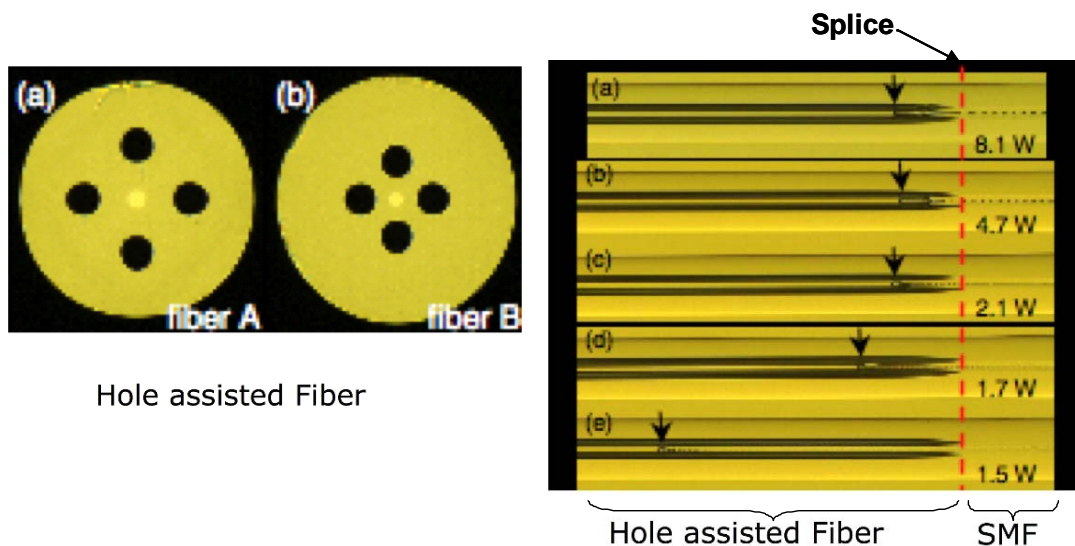 Splice
(a)
(b)
fiber A
fiber B
Hole assisted Fiber
(a)
8.1 W
(b)
4.7 W
(c)
2.1 W
(d)
1.7 W
(e)
1.5 W
Hole assisted Fiber
SMF